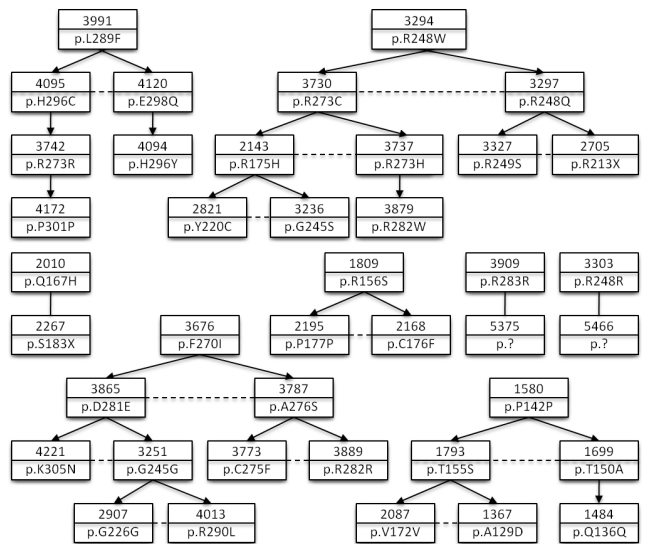 3991
p.L289F
3294
p.R248W
4095
p.H296C
4120
p.E298Q
3730
p.R273C
3297
p.R248Q
3742
p.R273R
4094
p.H296Y
2143
p.R175H
3737
p.R273H
3327
p.R249S
2705
p.R213X
4172
p.P301P
2821
p.Y220C
3236
p.G245S
3879
p.R282W
2010
p.Q167H
1809
p.R156S
3909
p.R283R
3303
p.R248R
2267
p.S183X
3676
p.F270I
2195
p.P177P
2168
p.C176F
5375
p.?
5466
p.?
3865
p.D281E
3787
p.A276S
1580
p.P142P
4221
p.K305N
3251
p.G245G
3773
p.C275F
3889
p.R282R
1793
p.T155S
1699
p.T150A
2907
p.G226G
4013
p.R290L
2087
p.V172V
1367
p.A129D
1484
p.Q136Q